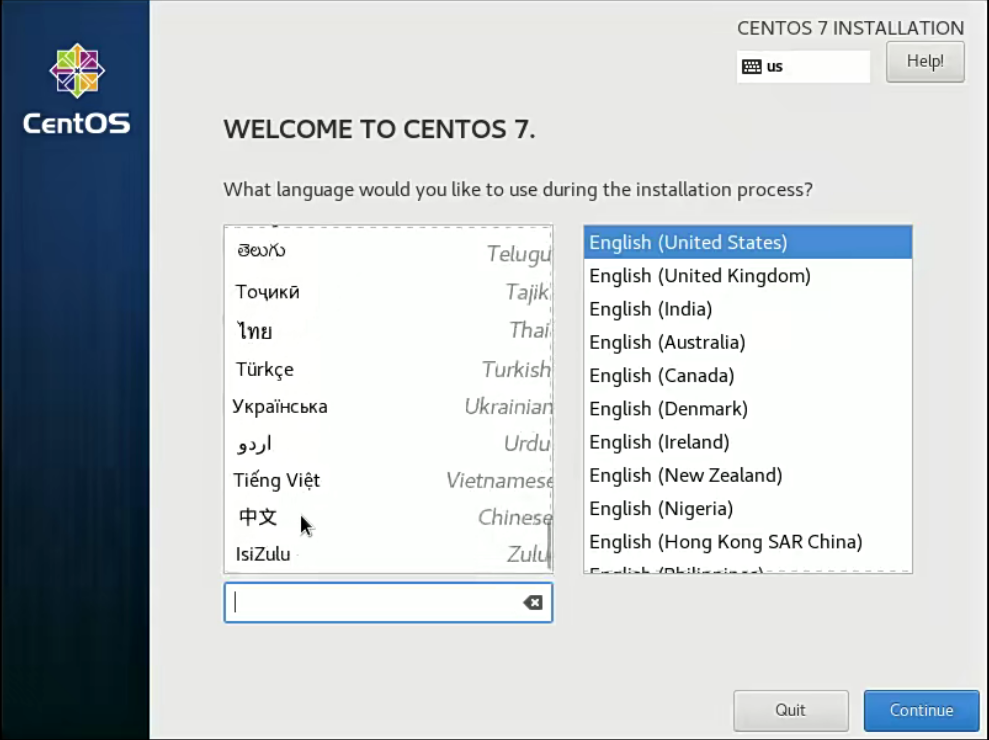 CentOS
CENTOS 7 INSTALLATION
us
Help!
WELCOME TO CENTOS 7.
What language would you like to use during the installation process?
తెలుగు Telugu
Тоҷикӣ Tajik
ไทย Thai
Türkçe Turkish
Українська Ukrainian
اردو Urdu
Tiếng Việt Vietnamese
中文 Chinese
IsiZulu Zulu
English (United States)
English (United Kingdom)
English (India)
English (Australia)
English (Canada)
English (Denmark)
English (Ireland)
English (New Zealand)
English (Nigeria)
English (Hong Kong SAR China)
English (Philippines)
Quit
Continue